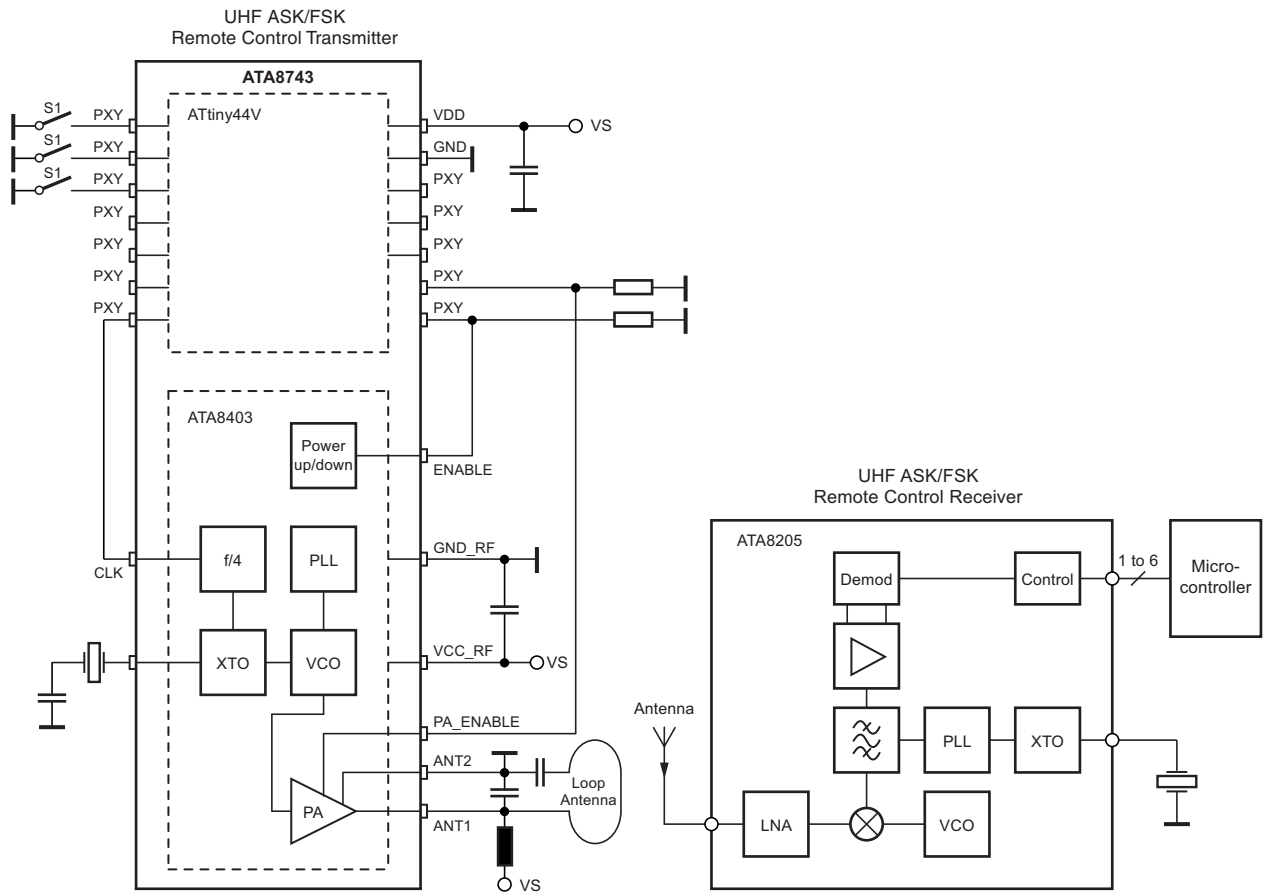 UHF ASK/FSK
Remote Control Transmitter
ATA8743
ATtiny44V
S1
PXY
S1
PXY
S1
PXY
PXY
PXY
PXY
PXY
VDD
VS
GND
PXY
PXY
PXY
PXY
PXY
ATA8403
Power
up/down
ENABLE
f/4
PLL
CLK
GND_RF
XTO
VCO
VCC_RF
VS
PA_ENABLE
ANT2
PA
ANT1
Loop
Antenna
VS
UHF ASK/FSK
Remote Control Receiver
ATA8205
Demod
Control
1 to 6
Micro-
controller
Antenna
PLL
XTO
LNA
VCO